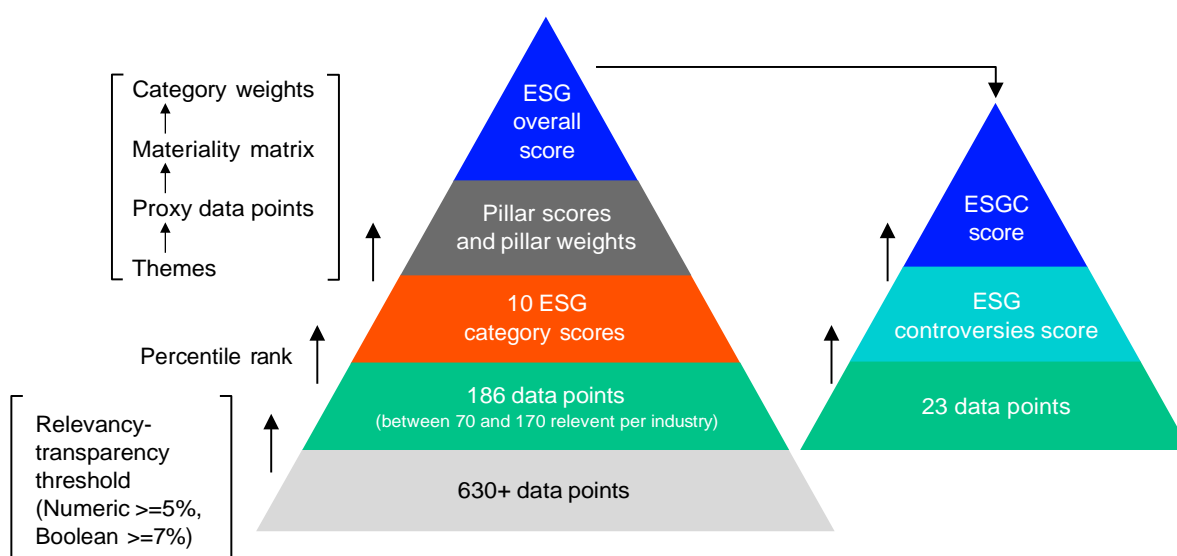 Category weights
Materiality matrix
Proxy data points
Themes
Percentile rank
Relevancy-
transparency
threshold
(Numeric >=5%,
Boolean >=7%)
ESG
overall
score
Pillar scores
and pillar weights
10 ESG
category scores
186 data points
(between 70 and 170 relevent per industry)
630+ data points
ESGC
score
ESG
controversies score
23 data points